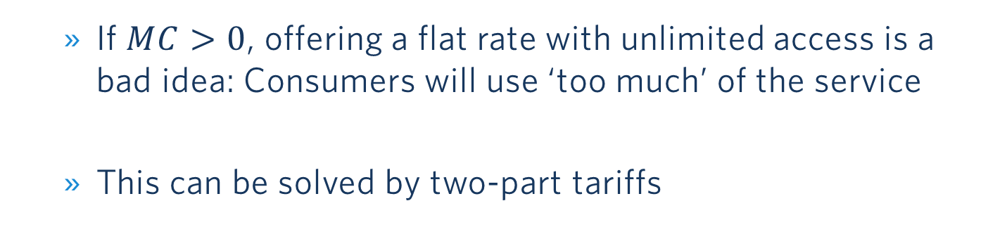 » If MC > 0, offering a flat rate with unlimited access is a
bad idea: Consumers will use ‘too much’ of the service
» This can be solved by two-part tariffs